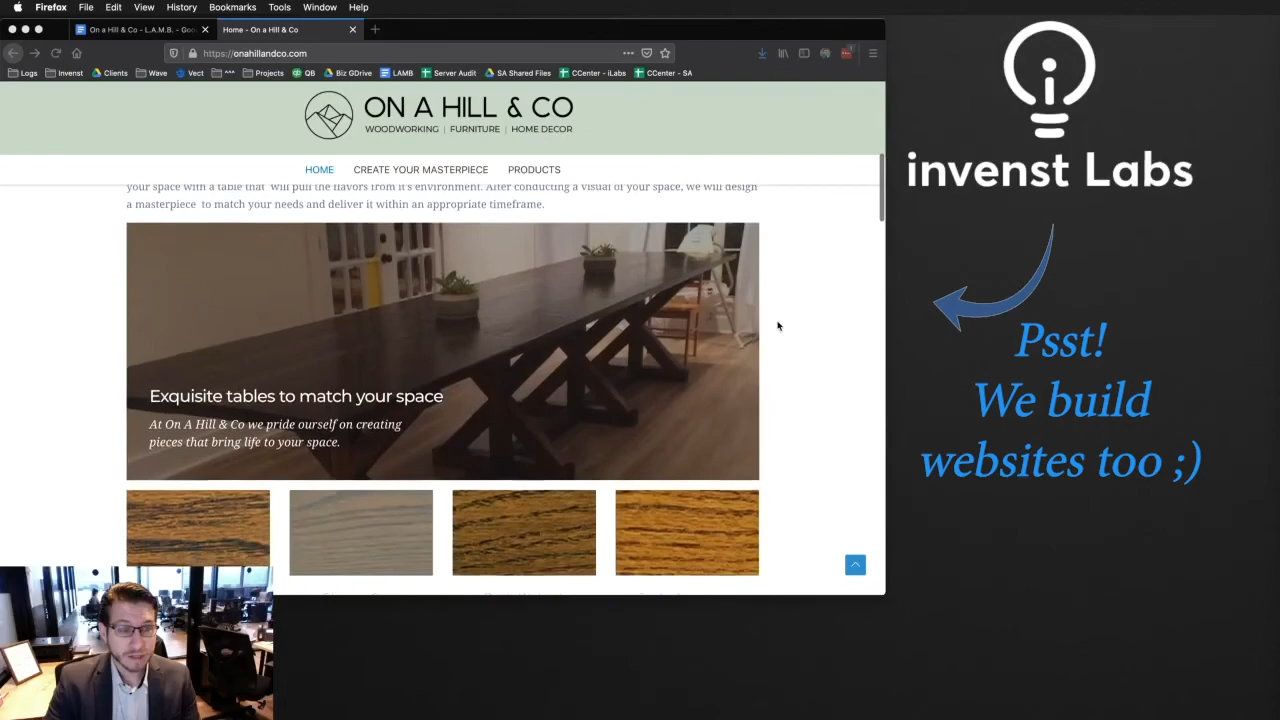 Firefox File Edit View History Bookmarks Tools Window Help
On a Hill & Co - L.A.M.B. - Goo
Home - On a Hill & Co
https://onahillandco.com
Logs Invenst Clients Wave Vect ^^^ Projects QB Biz GDrive LAMB Server Audit SA Shared Files CCenter - iLabs CCenter - SA
ON A HILL & CO
WOODWORKING | FURNITURE | HOME DECOR
HOME CREATE YOUR MASTERPIECE PRODUCTS
your space with a table that will pull the flavors from it's environment. After conducting a visual of your space, we will design
a masterpiece to match your needs and deliver it within an appropriate timeframe.
Exquisite tables to match your space
At On A Hill & Co we pride ourself on creating
pieces that bring life to your space.
invenst Labs
Psst!
We build
websites too ;)